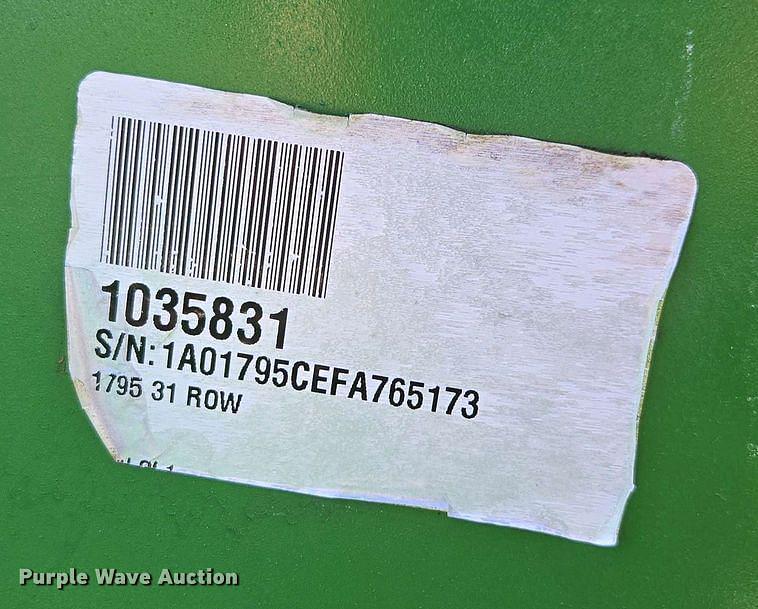 1035831
S/N: 1A01795CEFA765173
1795 31 ROW
Purple Wave Auction